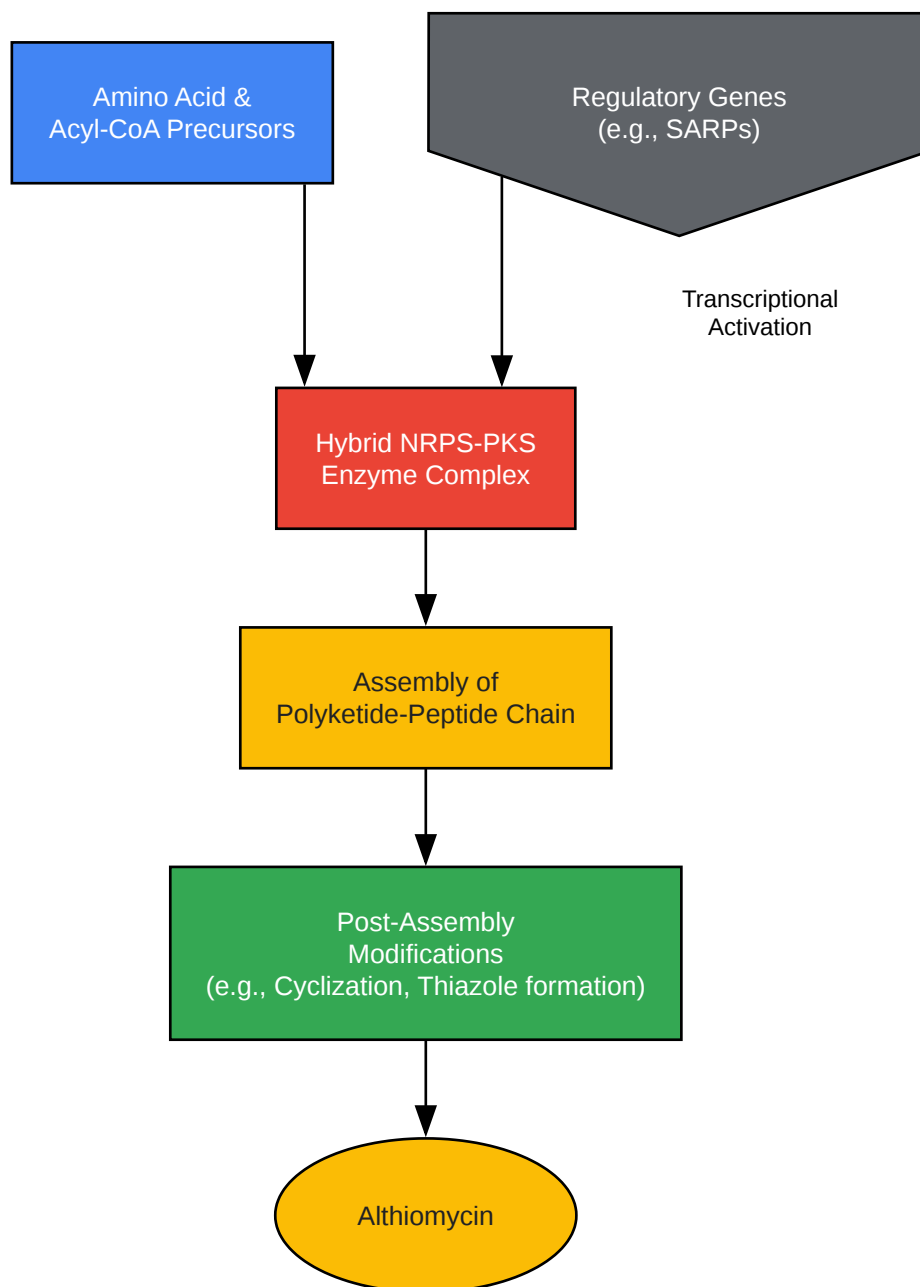 Amino Acid &
Acyl-CoA Precursors
Regulatory Genes
(e.g., SARPs)
Transcriptional
Activation
Hybrid NRPS-PKS
Enzyme Complex
Assembly of
Polyketide-Peptide Chain
Post-Assembly
Modifications
(e.g., Cyclization, Thiazole formation)
Althiomycin